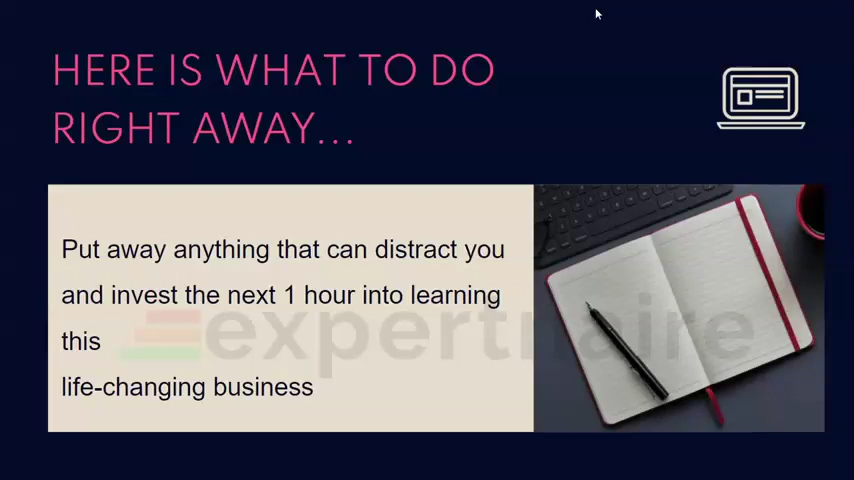 HERE IS WHAT TO DO
RIGHT AWAY...
Put away anything that can distract you
and invest the next 1 hour into learning
this
life-changing business
expertnaire